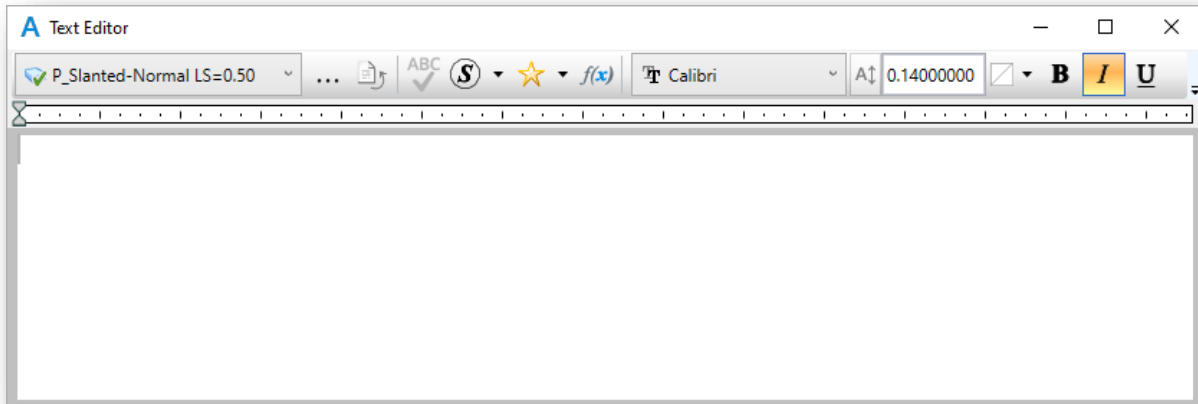 A Text Editor
P_Slanted-Normal LS=0.50 ... ABC S f(x) T Calibri A 0.14000000 B I U